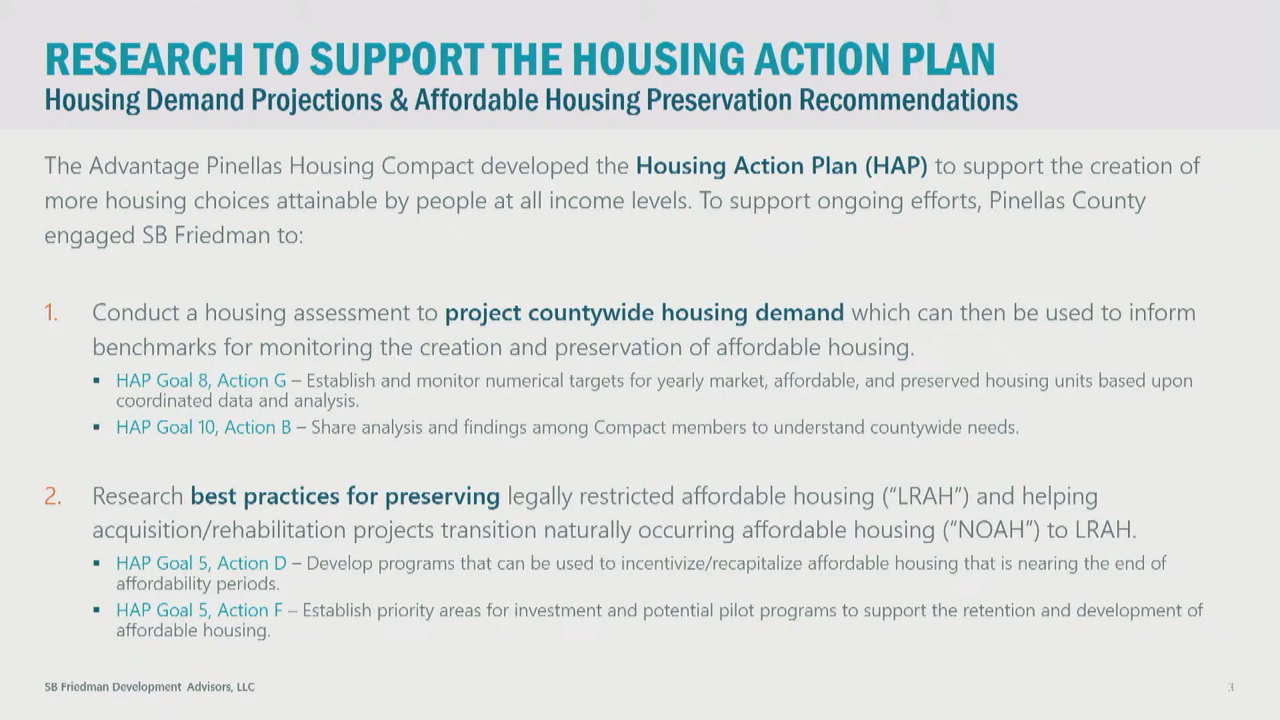 RESEARCH TO SUPPORT THE HOUSING ACTION PLAN
Housing Demand Projections & Affordable Housing Preservation Recommendations
The Advantage Pinellas Housing Compact developed the Housing Action Plan (HAP) to support the creation of
more housing choices attainable by people at all income levels. To support ongoing efforts, Pinellas County
engaged SB Friedman to:
1. Conduct a housing assessment to project countywide housing demand which can then be used to inform
benchmarks for monitoring the creation and preservation of affordable housing.
▪ HAP Goal 8, Action G – Establish and monitor numerical targets for yearly market, affordable, and preserved housing units based upon
coordinated data and analysis.
▪ HAP Goal 10, Action B – Share analysis and findings among Compact members to understand countywide needs.
2. Research best practices for preserving legally restricted affordable housing (“LRAH”) and helping
acquisition/rehabilitation projects transition naturally occurring affordable housing (“NOAH”) to LRAH.
▪ HAP Goal 5, Action D – Develop programs that can be used to incentivize/recapitalize affordable housing that is nearing the end of
affordability periods.
▪ HAP Goal 5, Action F – Establish priority areas for investment and potential pilot programs to support the retention and development of
affordable housing.
SB Friedman Development Advisors, LLC
3